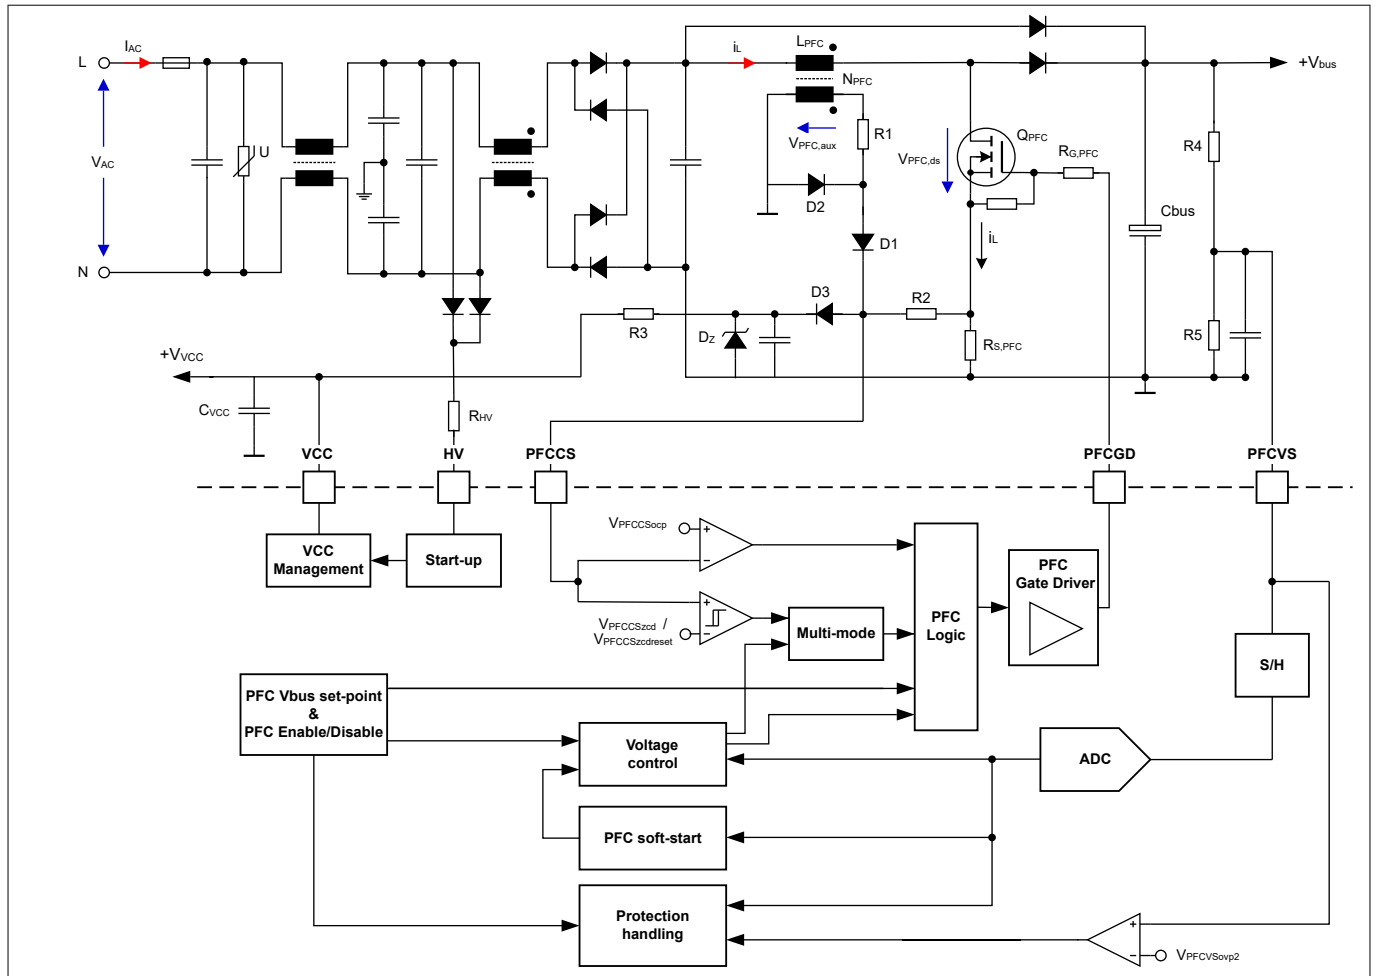 IAC
iL
LPFC
L
+Vbus
NPFC
R1
QPFC
U
VPFC,aux
VPFC,ds
RG,PFC
R4
VAC
D2
Cbus
iL
D1
N
D3
R2
R3
DZ
RS,PFC
R5
+VVCC
CVCC
RHV
VCC
HV
PFCCS
PFCGD
PFCVS
VPFCCSocp
+
−
VCC
Management
Start-up
PFC
Gate Driver
+
−
VPFCCSzcd /
VPFCCSzcdreset
Multi-mode
PFC
Logic
S/H
PFC Vbus set-point
&
PFC Enable/Disable
Voltage
control
ADC
PFC soft-start
Protection
handling
+
−
VPFCVSovp2